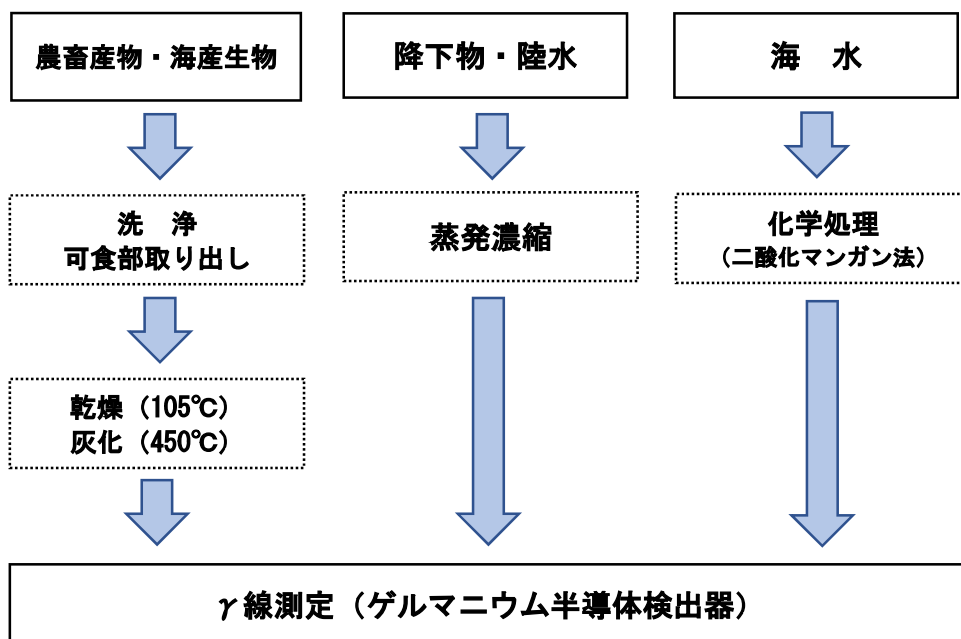 農畜産物・海産生物
降下物・陸水
海　水
洗　浄
可食部取り出し
蒸発濃縮
化学処理
（二酸化マンガン法）
乾燥（105℃）
灰化（450℃）
γ線測定（ゲルマニウム半導体検出器）